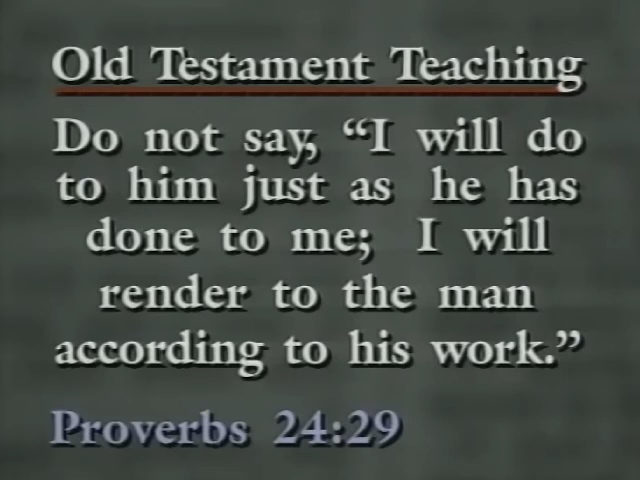 Old Testament Teaching
Do not say, “I will do
to him just as he has
done to me; I will
render to the man
according to his work.”
Proverbs 24:29